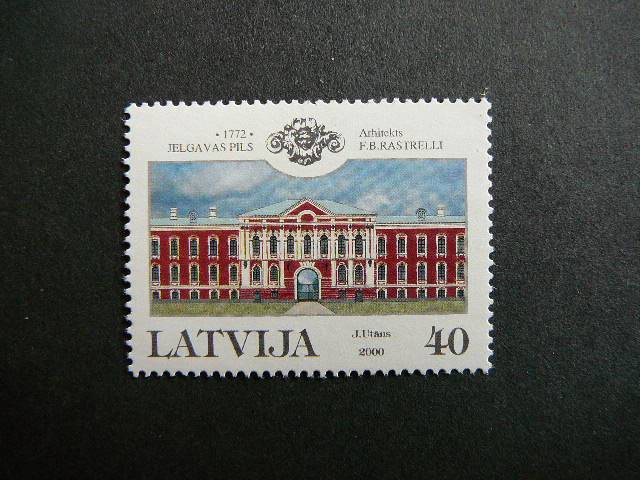 • 1772 •
JELGAVAS PILS
Arhitekts
F.B.RASTRELLI
LATVIJA
J.Utāns
2000
40